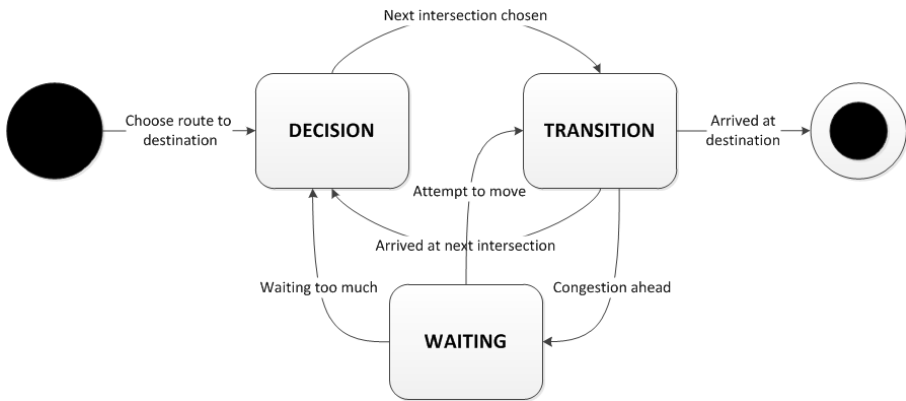 Next intersection chosen
Choose route to
destination
DECISION
TRANSITION
Arrived at
destination
Attempt to move
Arrived at next intersection
Waiting too much
Congestion ahead
WAITING